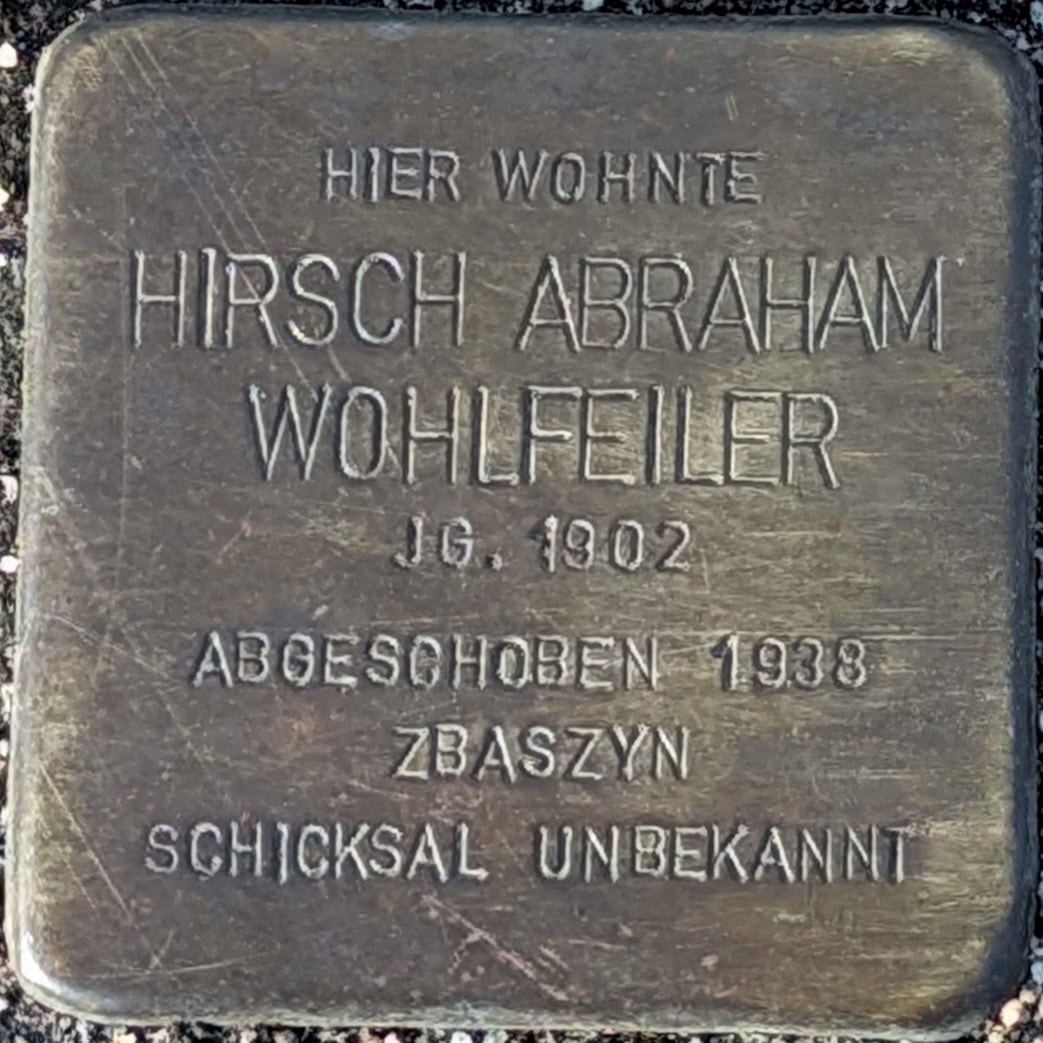 HIER WOHNTE
HIRSCH ABRAHAM
WOHLFEILER
JG. 1902
ABGESCHOBEN 1938
ZBASZYN
SCHICKSAL UNBEKANNT